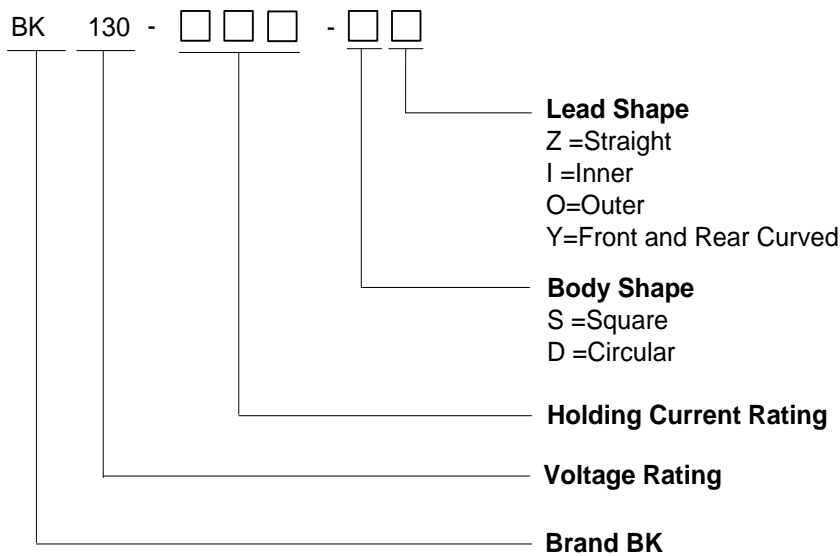 BK 130 - □ □ □ - □ □
Lead Shape
Z =Straight
I =Inner
O=Outer
Y=Front and Rear Curved
Body Shape
S =Square
D =Circular
Holding Current Rating
Voltage Rating
Brand BK